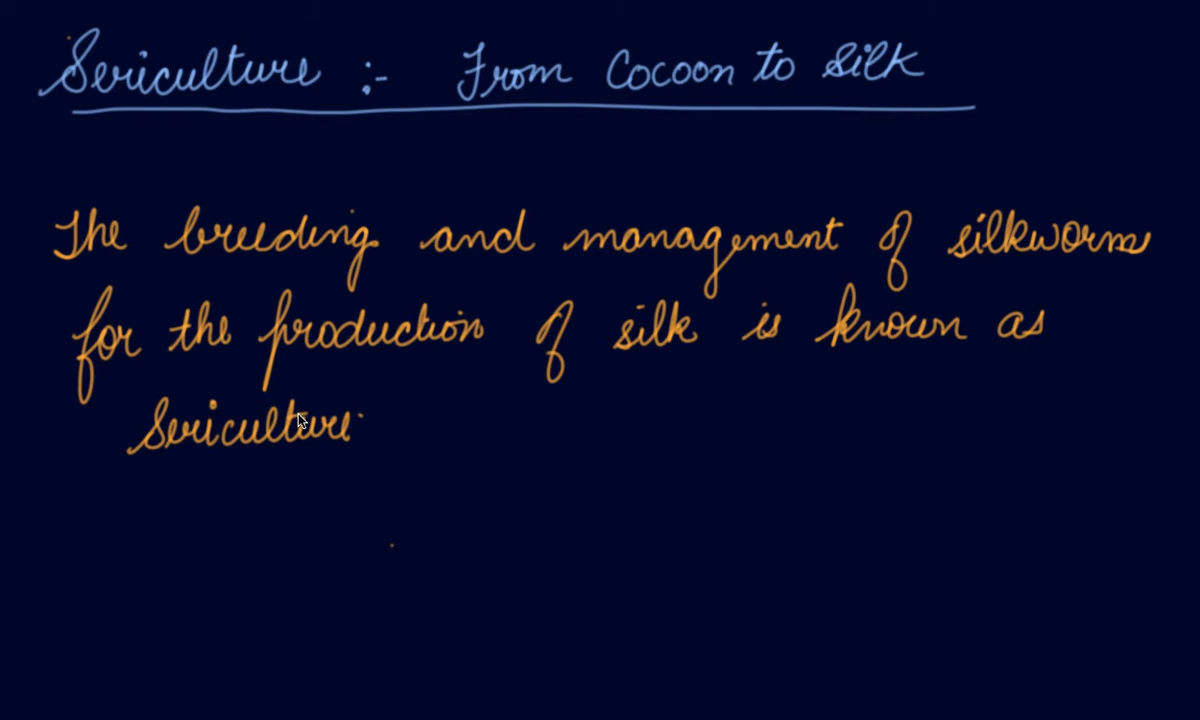 Sericulture :- From Cocoon to Silk
The breeding and management of silkworms
for the production of silk is known as
Sericulture.